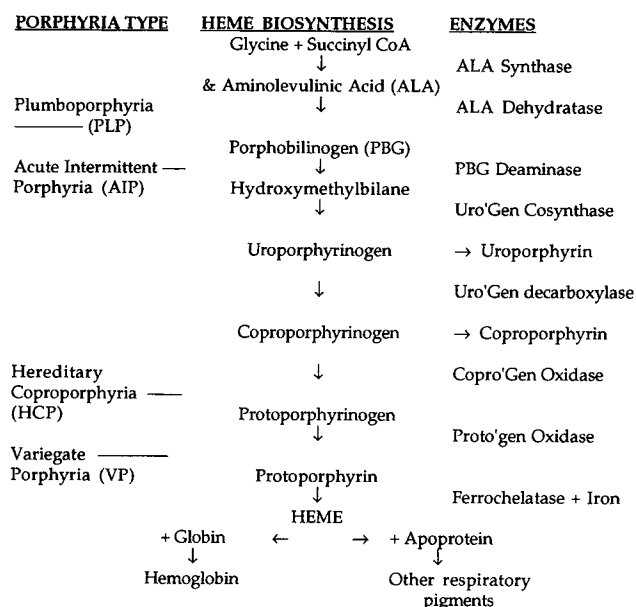 PORPHYRIA TYPE HEME BIOSYNTHESIS ENZYMES
Glycine + Succinyl CoA
↓ ALA Synthase
& Aminolevulinic Acid (ALA)
Plumboporphyria ↓ ALA Dehydratase
——— (PLP)
Porphobilinogen (PBG)
Acute Intermittent — ↓ PBG Deaminase
Porphyria (AIP) Hydroxymethylbilane
↓ Uro'Gen Cosynthase
Uroporphyrinogen → Uroporphyrin
↓ Uro'Gen decarboxylase
Coproporphyrinogen → Coproporphyrin
Hereditary ↓ Copro'Gen Oxidase
Coproporphyria —
(HCP) Protoporphyrinogen
↓ Proto'gen Oxidase
Variegate ———
Porphyria (VP) Protoporphyrin
↓ Ferrochelatase + Iron
HEME
+ Globin ← → + Apoprotein
↓ ↓
Hemoglobin Other respiratory
pigments